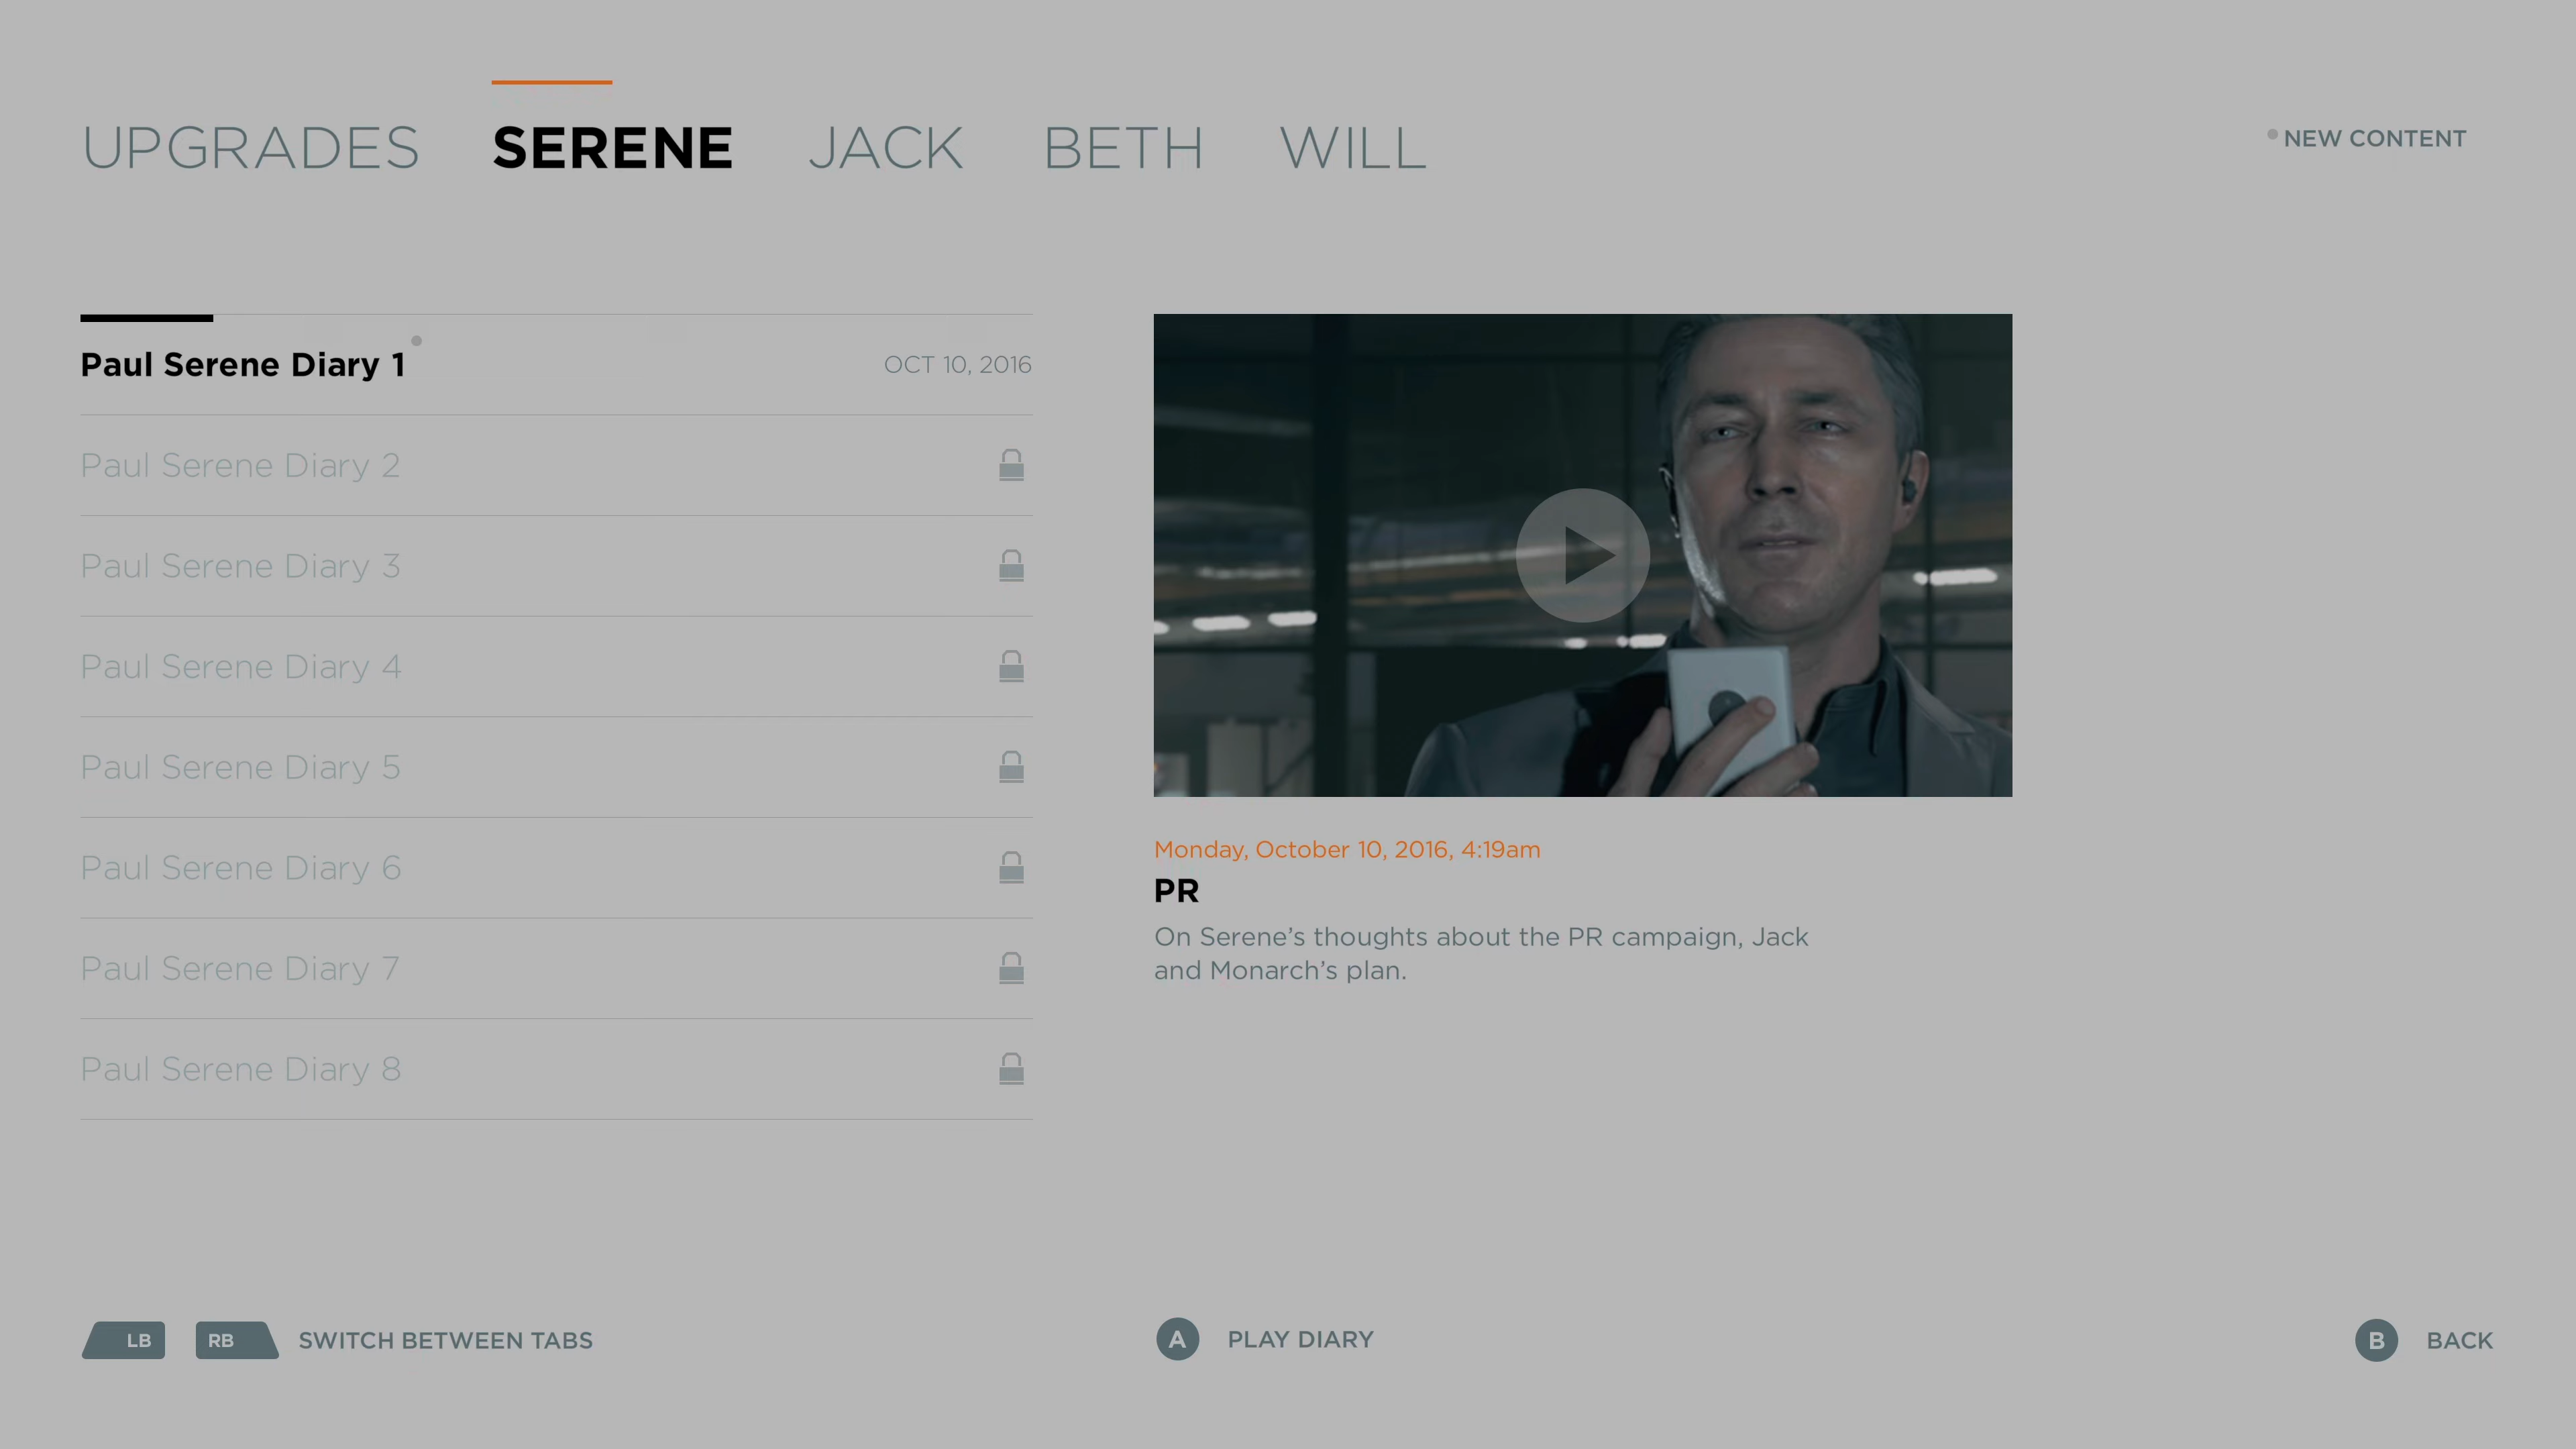 UPGRADES SERENE JACK BETH WILL NEW CONTENT
Paul Serene Diary 1 OCT 10, 2016
Paul Serene Diary 2
Paul Serene Diary 3
Paul Serene Diary 4
Paul Serene Diary 5
Paul Serene Diary 6
Paul Serene Diary 7
Paul Serene Diary 8
Monday, October 10, 2016, 4:19am
PR
On Serene’s thoughts about the PR campaign, Jack
and Monarch’s plan.
LB RB SWITCH BETWEEN TABS
A PLAY DIARY
B BACK